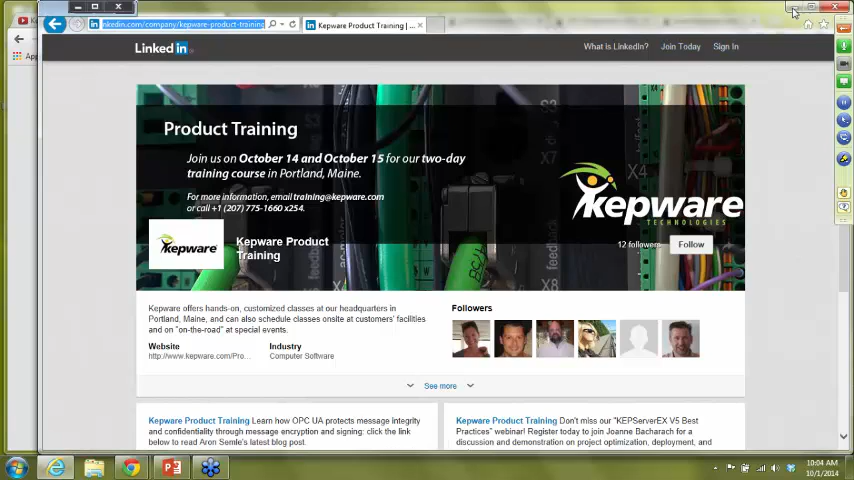 nkedin.com/company/kepware-product-training
Kepware Product Training | ...
App
Linked in
What is LinkedIn?
Join Today
Sign In
Product Training
Join us on October 14 and October 15 for our two-day
training course in Portland, Maine.
For more information, email training@kepware.com
or call +1 (207) 775-1660 x254.
kepware
TECHNOLOGIES
kepware
Kepware Product
Training
12 followers
Follow
Kepware offers hands-on, customized classes at our headquarters in
Portland, Maine, and can also schedule classes onsite at customers' facilities
and on "on-the-road" at special events.
Website
http://www.kepware.com/Pro...
Industry
Computer Software
Followers
See more
Kepware Product Training Learn how OPC UA protects message integrity
and confidentiality through message encryption and signing: click the link
below to read Aron Semle's latest blog post.
Kepware Product Training Don't miss our "KEPServerEX V5 Best
Practices" webinar! Register today to join Joanne Bacharach for a
discussion and demonstration on project optimization, deployment, and
10:04 AM
10/1/2014